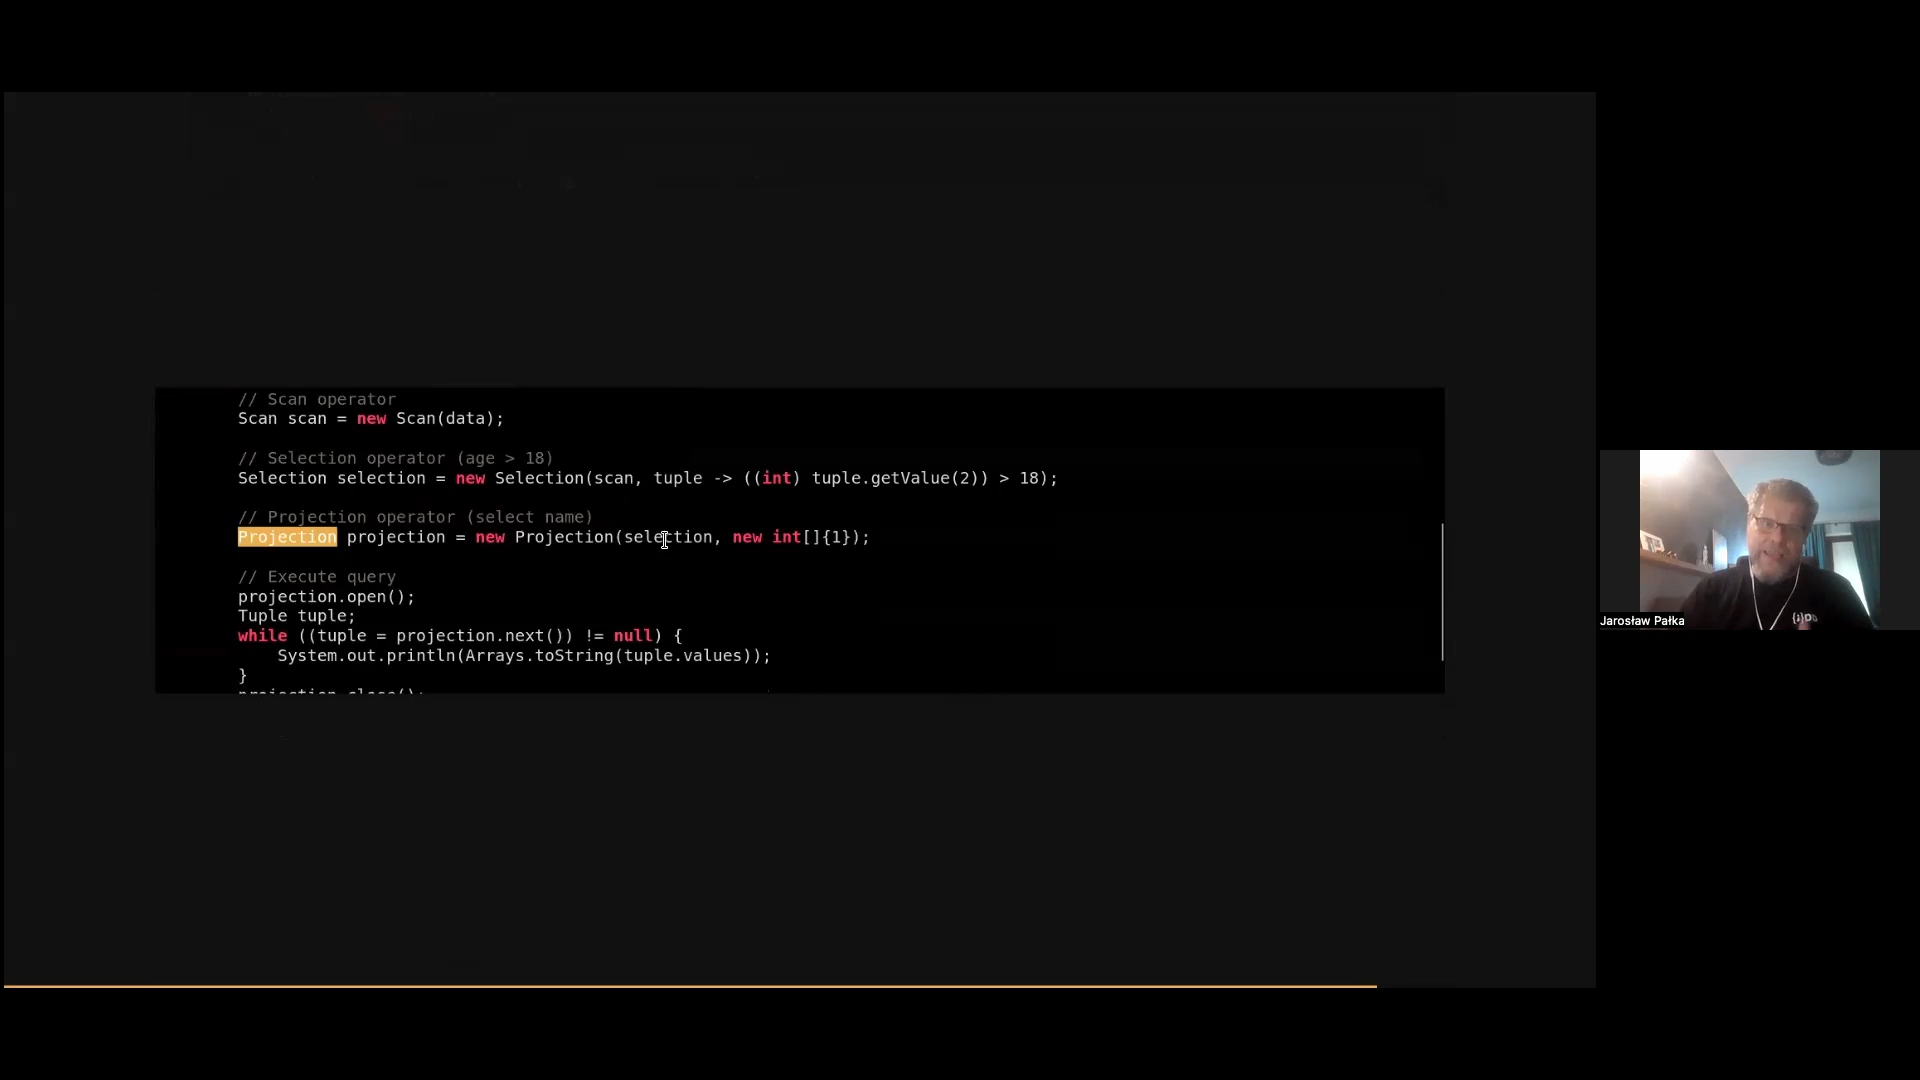 // Scan operator
Scan scan = new Scan(data);
// Selection operator (age > 18)
Selection selection = new Selection(scan, tuple -> ((int) tuple.getValue(2)) > 18);
// Projection operator (select name)
Projection projection = new Projection(selection, new int[]{1});
// Execute query
projection.open();
Tuple tuple;
while ((tuple = projection.next()) != null) {
System.out.println(Arrays.toString(tuple.values));
}
projection.close();
Jarosław Pałka